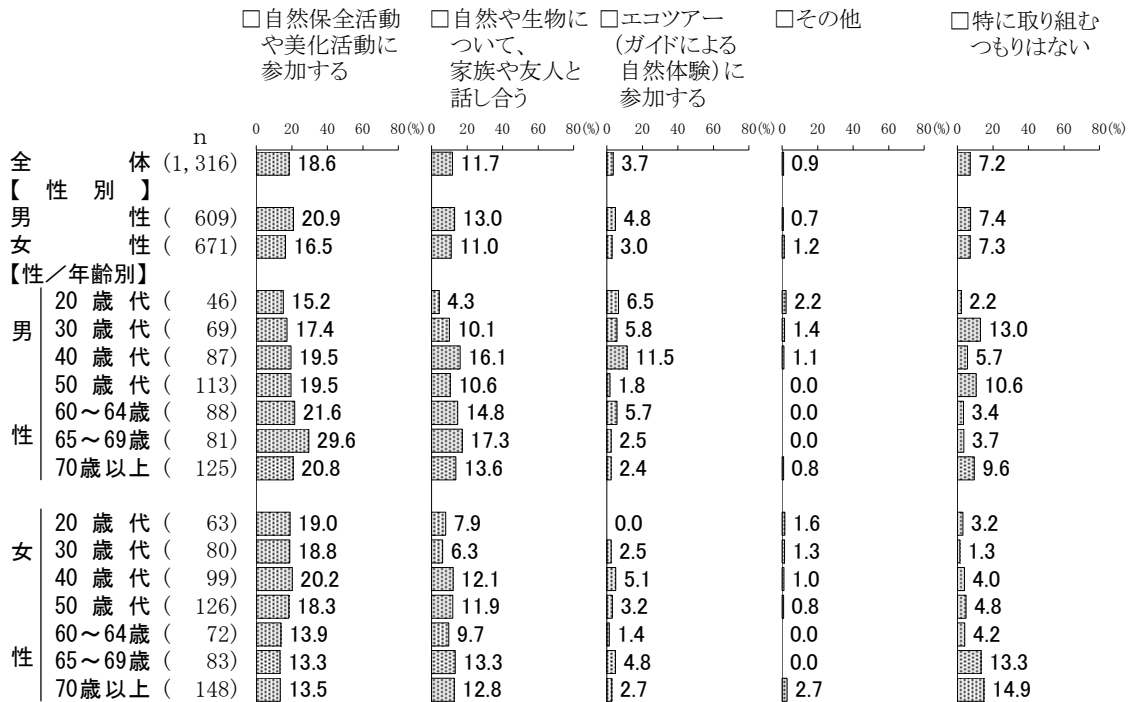 □自然保全活動 □自然や生物に □エコツアー □その他 □特に取り組む
や美化活動に ついて、 (ガイドによる つもりはない
参加する 家族や友人と 自然体験)に
話し合う 参加する
n 0 20 40 60 80(%) 0 20 40 60 80(%) 0 20 40 60 80(%) 0 20 40 60 80(%) 0 20 40 60 80(%)
全体 (1,316) 18.6 11.7 3.7 0.9 7.2
【性別】
男性 ( 609) 20.9 13.0 4.8 0.7 7.4
女性 ( 671) 16.5 11.0 3.0 1.2 7.3
【性／年齢別】
男性
20歳代 ( 46) 15.2 4.3 6.5 2.2 2.2
30歳代 ( 69) 17.4 10.1 5.8 1.4 13.0
40歳代 ( 87) 19.5 16.1 11.5 1.1 5.7
50歳代 ( 113) 19.5 10.6 1.8 0.0 10.6
60～64歳 ( 88) 21.6 14.8 5.7 0.0 3.4
65～69歳 ( 81) 29.6 17.3 2.5 0.0 3.7
70歳以上 ( 125) 20.8 13.6 2.4 0.8 9.6
女性
20歳代 ( 63) 19.0 7.9 0.0 1.6 3.2
30歳代 ( 80) 18.8 6.3 2.5 1.3 1.3
40歳代 ( 99) 20.2 12.1 5.1 1.0 4.0
50歳代 ( 126) 18.3 11.9 3.2 0.8 4.8
60～64歳 ( 72) 13.9 9.7 1.4 0.0 4.2
65～69歳 ( 83) 13.3 13.3 4.8 0.0 13.3
70歳以上 ( 148) 13.5 12.8 2.7 2.7 14.9